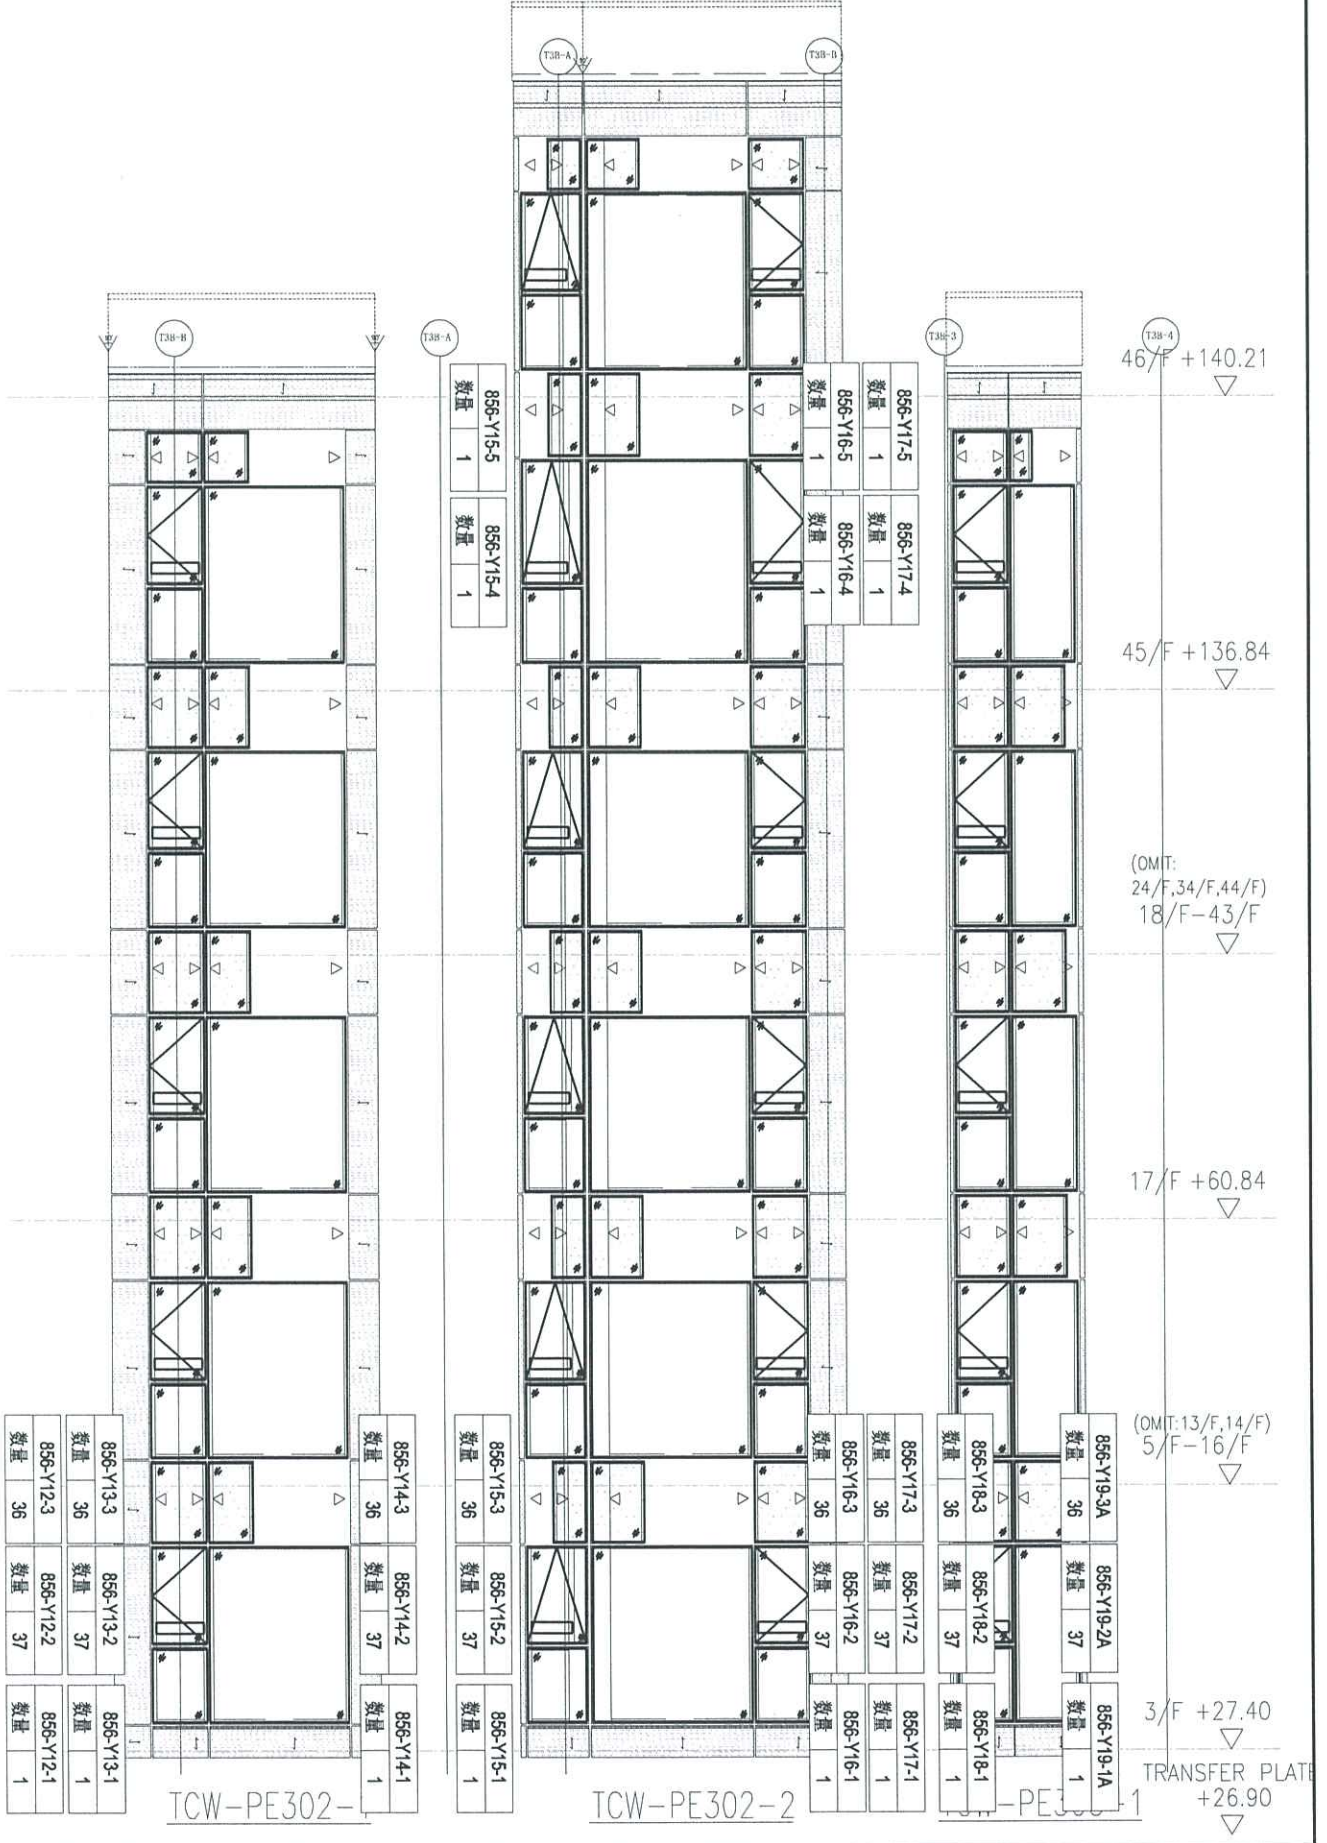 T3B-A
T3B-B
T3B-B
T3B-A
T3B-3
T3B-4
46/F +140.21
856-Y15-5
数量 1
856-Y15-4
数量 1
856-Y17-5
数量 1
856-Y16-5
数量 1
856-Y17-4
数量 1
856-Y16-4
数量 1
45/F +136.84
(OMIT:
24/F,34/F,44/F)
18/F-43/F
17/F +60.84
(OMIT:13/F,14/F)
5/F-16/F
856-Y12-3
数量 36
856-Y13-3
数量 36
856-Y14-3
数量 36
856-Y15-3
数量 36
856-Y16-3
数量 36
856-Y17-3
数量 36
856-Y18-3
数量 36
856-Y19-3A
数量 36
856-Y12-2
数量 37
856-Y13-2
数量 37
856-Y14-2
数量 37
856-Y15-2
数量 37
856-Y16-2
数量 37
856-Y17-2
数量 37
856-Y18-2
数量 37
856-Y19-2A
数量 37
856-Y12-1
数量 1
856-Y13-1
数量 1
856-Y14-1
数量 1
856-Y15-1
数量 1
856-Y16-1
数量 1
856-Y17-1
数量 1
856-Y18-1
数量 1
856-Y19-1A
数量 1
3/F +27.40
TRANSFER PLATE
+26.90
TCW-PE302-
TCW-PE302-2